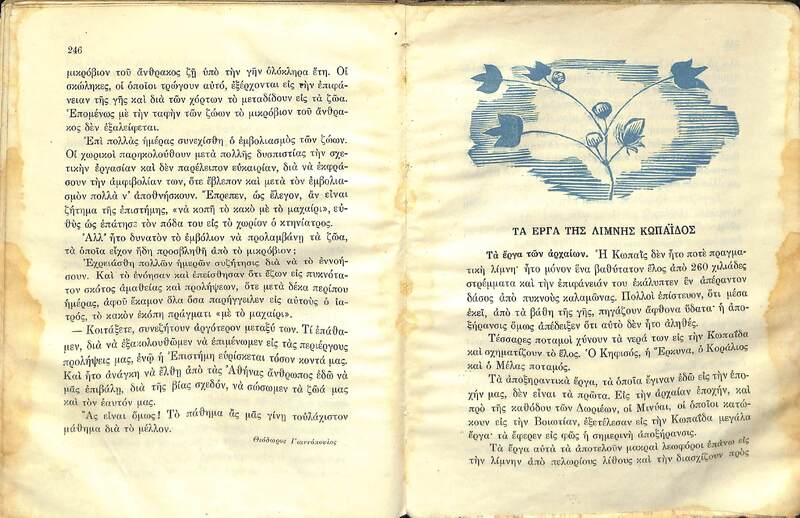 246
μικρόβιον τοῦ ἄνθρακος ζῇ ὑπὸ τὴν γῆν ὁλόκληρα ἔτη. Οἱ
σκώληκες, οἱ ὁποῖοι τρώγουν αὐτό, ἐξέρχονται εἰς τὴν ἐπιφά-
νειαν τῆς γῆς καὶ διὰ τῶν χόρτων τὸ μεταδίδουν εἰς τὰ ζῶα.
Ἑπομένως μὲ τὴν ταφὴν τῶν ζώων τὸ μικρόβιον τοῦ ἄνθρα-
κος δὲν ἐξαλείφεται.
Ἐπὶ πολλὰς ἡμέρας συνεχίσθη ὁ ἐμβολιασμὸς τῶν ζώων.
Οἱ χωρικοὶ παρηκολούθουν μετὰ πολλῆς δυσπιστίας τὴν σχε-
τικὴν ἐργασίαν καὶ δὲν παρέλειπον εὐκαιρίαν, διὰ νὰ ἐκφρά-
σουν τὴν ἀμφιβολίαν των, ὅτε ἔβλεπον καὶ μετὰ τὸν ἐμβολια-
σμὸν πολλὰ ν' ἀποθνήσκουν. Ἔπρεπεν, ὡς ἔλεγον, ἂν εἶναι
ζήτημα τῆς ἐπιστήμης, «νὰ κοπῇ τὸ κακὸ μὲ τὸ μαχαίρι», εὐ-
θὺς ὡς ἐπάτησε τὸν πόδα του εἰς τὸ χωρίον ὁ κτηνίατρος.
Ἀλλ' ἦτο δυνατὸν τὸ ἐμβόλιον νὰ προλαμβάνῃ τὰ ζῶα,
τὰ ὁποῖα εἶχον ἤδη προσβληθῆ ἀπὸ τὸ μικρόβιον;
Ἐχρειάσθη πολλῶν ἡμερῶν συζήτησις διὰ νὰ τὸ ἐννοή-
σουν. Καὶ τὸ ἐνόησαν καὶ ἐπείσθησαν ὅτι ἔζων εἰς πυκνότα-
τον σκότος ἀμαθείας καὶ προλήψεων, ὅτε μετὰ δέκα περίπου
ἡμέρας, ἀφοῦ ἔκαμον ὅλα ὅσα παρήγγειλεν εἰς αὐτοὺς ὁ ἰα-
τρός, τὸ κακὸν ἐκόπη πράγματι «μὲ τὸ μαχαίρι».
— Κοιτάξετε, συνεζήτουν ἀργότερον μεταξύ των. Τί ἐπάθα-
μεν, διὰ νὰ ἐξακολουθῶμεν νὰ ἐπιμένωμεν εἰς τὰς περιέργους
προλήψεις μας, ἐνῷ ἡ Ἐπιστήμη εὑρίσκεται τόσον κοντά μας.
Καὶ ἦτο ἀνάγκη νὰ ἔλθῃ ἀπὸ τὰς Ἀθήνας ἄνθρωπος ἐδῶ νὰ
μᾶς ἐπιβάλῃ, διὰ τῆς βίας σχεδόν, νὰ σώσωμεν τὰ ζῶά μας
καὶ τὸν ἑαυτόν μας.
Ἂς εἶναι ὅμως! Τὸ πάθημα ἂς μᾶς γίνῃ τοὐλάχιστον
μάθημα διὰ τὸ μέλλον.
Θεόδωρος Γιαννόπουλος
ΤΑ ΕΡΓΑ ΤΗΣ ΛΙΜΝΗΣ ΚΩΠΑΪΔΟΣ
Τὰ ἔργα τῶν ἀρχαίων. Ἡ Κωπαῒς δὲν ἦτο ποτὲ πραγμα-
τικὴ λίμνη· ἦτο μόνον ἕνα βαθύτατον ἕλος ἀπὸ 260 χιλιάδες
στρέμματα καὶ τὴν ἐπιφάνειάν του ἐκάλυπτεν ἓν ἀπέραντον
δάσος ἀπὸ πυκνοὺς καλαμῶνας. Πολλοὶ ἐπίστευον, ὅτι μέσα
ἐκεῖ, ἀπὸ τὰ βάθη τῆς γῆς, πηγάζουν ἄφθονα ὕδατα· ἡ ἀπο-
ξήρανσις ὅμως ἀπέδειξεν ὅτι αὐτὸ δὲν ἦτο ἀληθές.
Τέσσαρες ποταμοὶ χύνουν τὰ νερά των εἰς τὴν Κωπαΐδα
καὶ σχηματίζουν τὸ ἕλος. Ὁ Κηφισός, ἡ Ἕρκυνα, ὁ Κοράλιος
καὶ ὁ Μέλας ποταμός.
Τὰ ἀποξηραντικὰ ἔργα, τὰ ὁποῖα ἔγιναν ἐδῶ εἰς τὴν ἐπο-
χήν μας, δὲν εἶναι τὰ πρῶτα. Εἰς τὴν ἀρχαίαν ἐποχήν, καὶ
πρὸ τῆς καθόδου τῶν Δωριέων, οἱ Μινύαι, οἱ ὁποῖοι κατώ-
κουν εἰς τὴν Βοιωτίαν, ἐξετέλεσαν εἰς τὴν Κωπαΐδα μεγάλα
ἔργα· τὰ ἔφερεν εἰς φῶς ἡ σημερινὴ ἀποξήρανσις.
Τὰ ἔργα αὐτὰ τὰ ἀποτελοῦν μακραὶ λεωφόροι ἐπάνω εἰς
τὴν λίμνην ἀπὸ πελωρίους λίθους καὶ τὴν διασχίζουν πρὸς